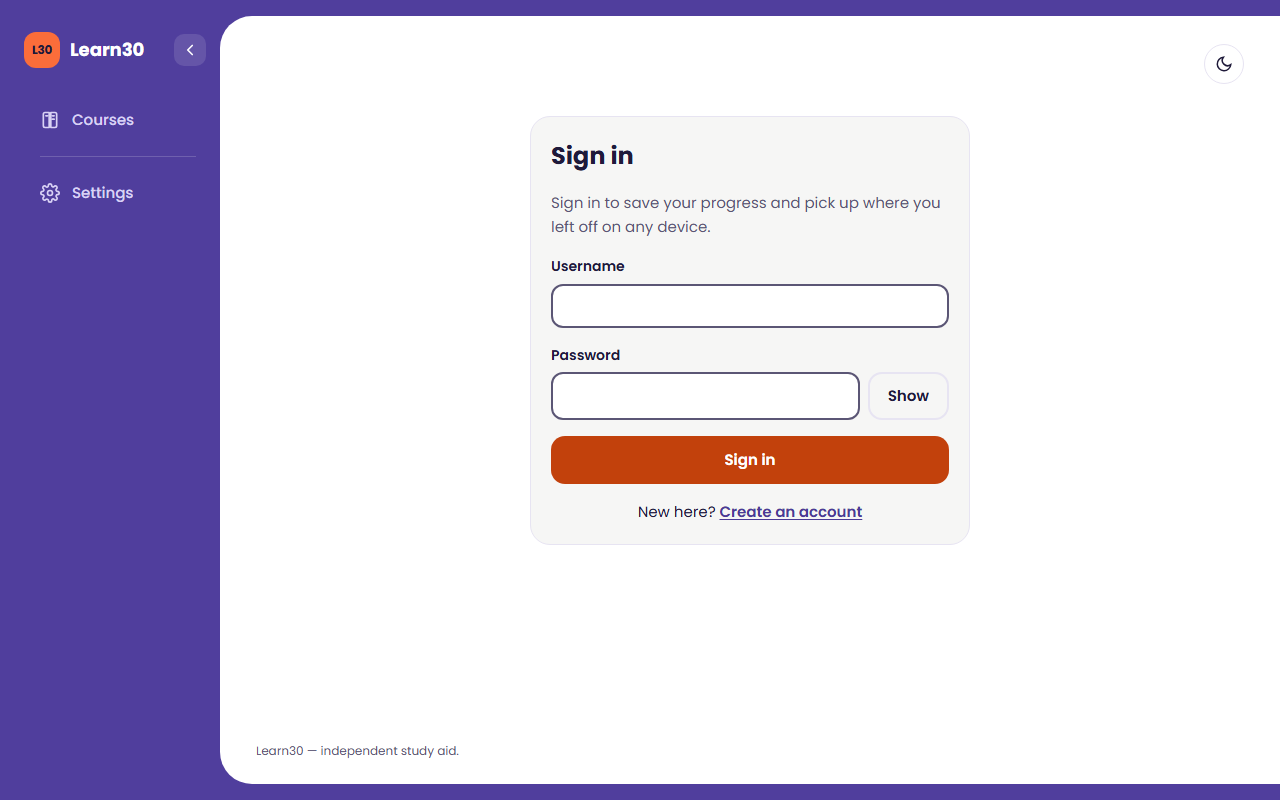 L30 Learn30
Courses
Settings
Sign in
Sign in to save your progress and pick up where you
left off on any device.
Username
Password
Show
Sign in
New here? Create an account
Learn30 — independent study aid.